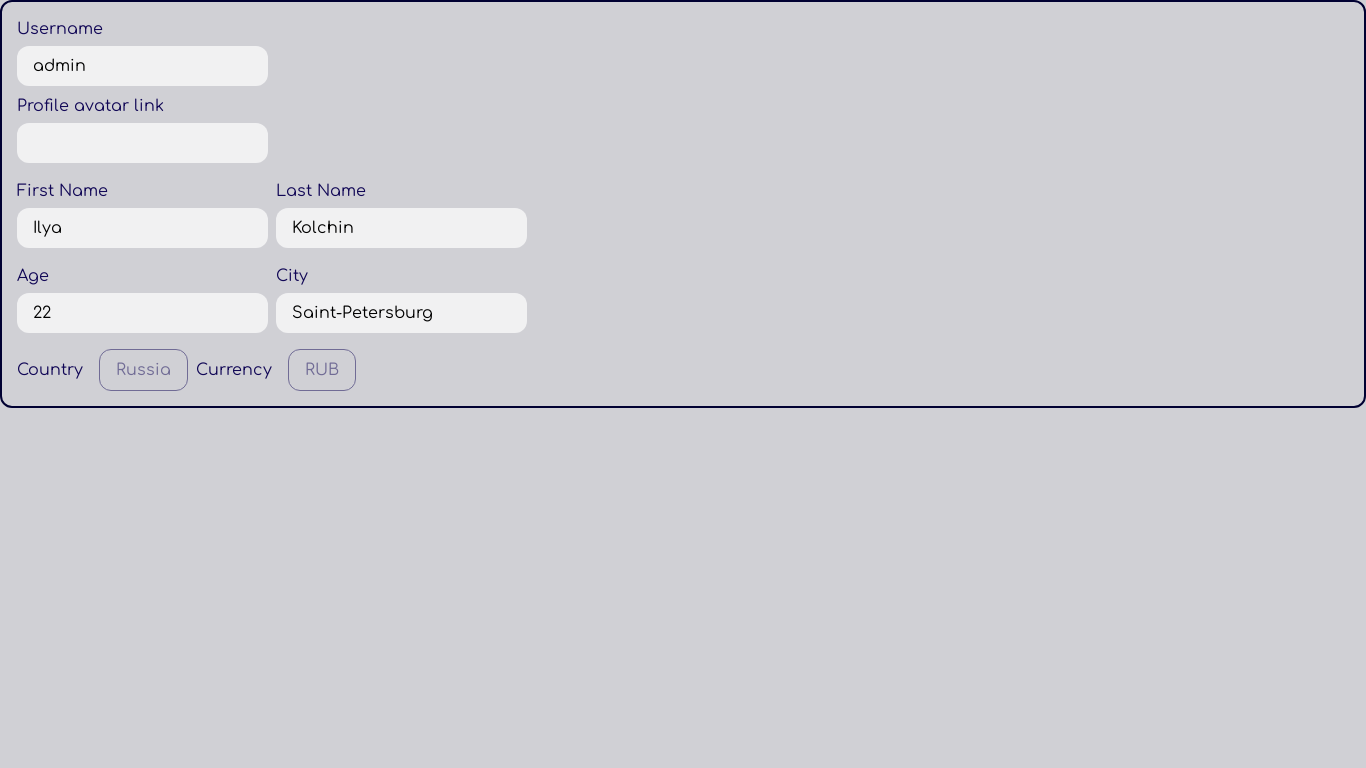 Username
admin
Profile avatar link
First Name Last Name
Ilya Kolchin
Age City
22 Saint-Petersburg
Country Russia Currency RUB